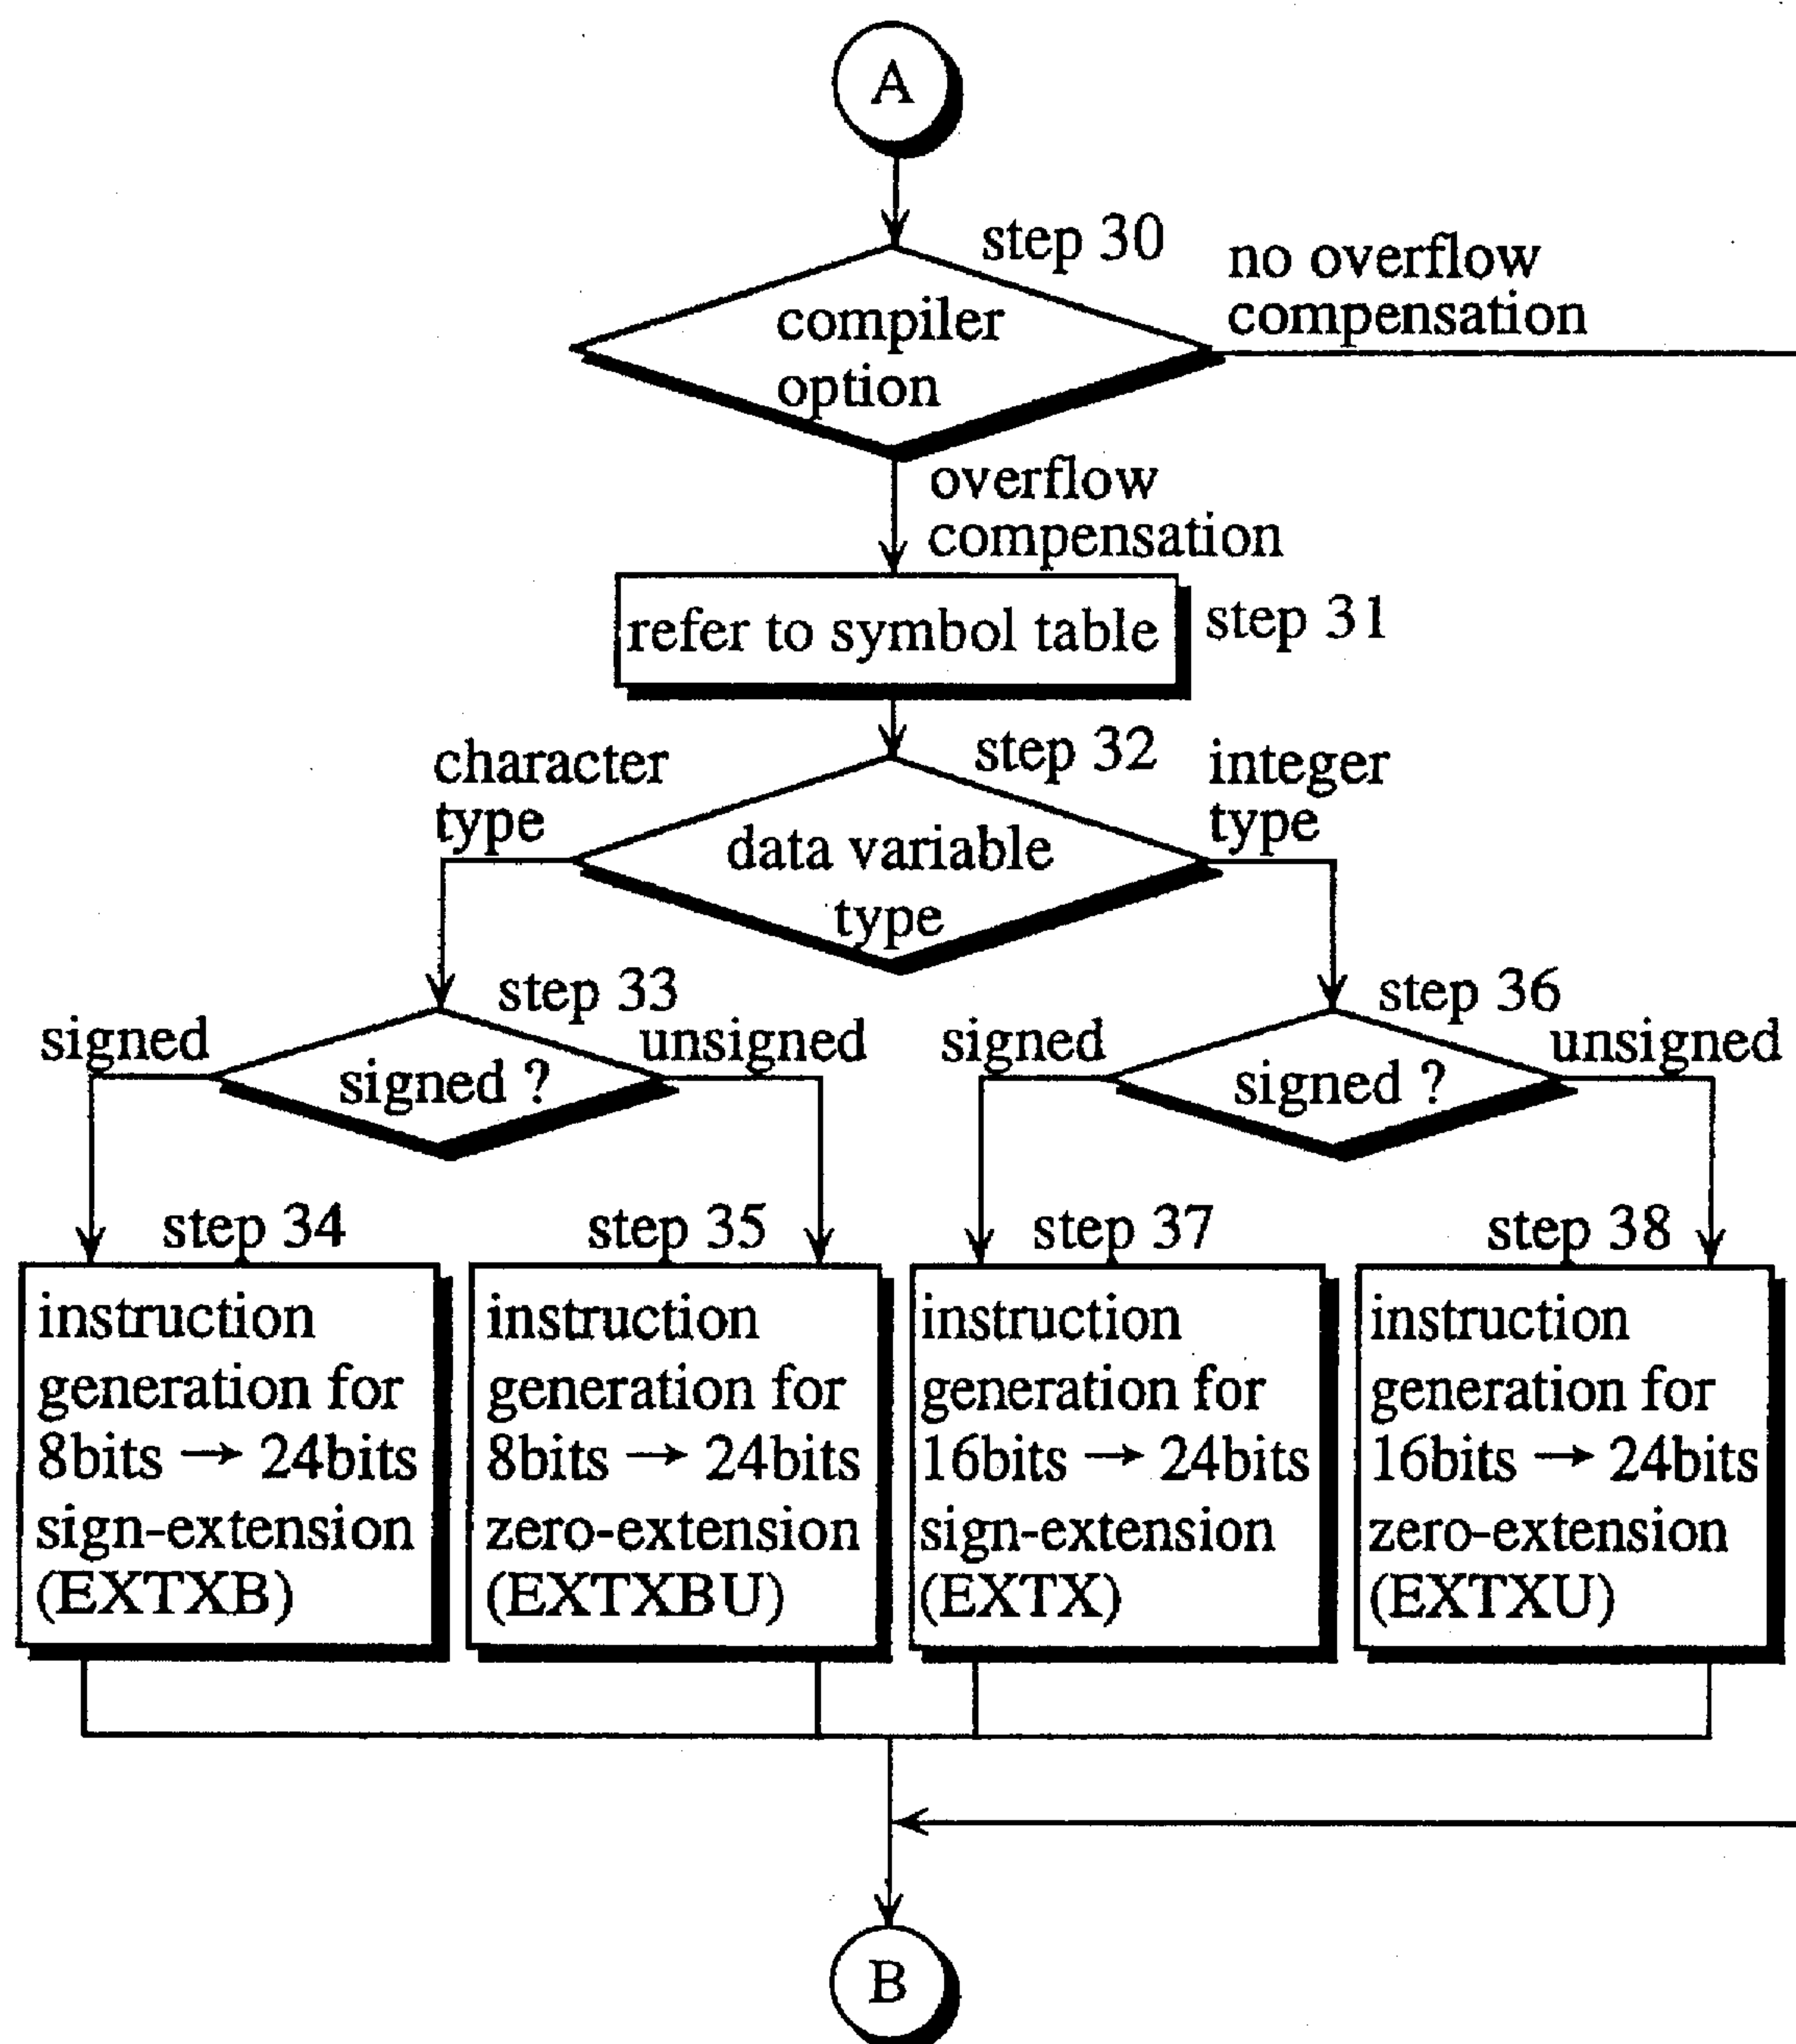 A
step 30
no overflow
compensation
compiler
option
overflow
compensation
refer to symbol table
step 31
step 32
character
type
integer
type
data variable
type
step 33
step 36
signed
unsigned
signed
unsigned
signed ?
signed ?
step 34
step 35
step 37
step 38
instruction
generation for
8bits → 24bits
sign-extension
(EXTXB)
instruction
generation for
8bits → 24bits
zero-extension
(EXTXBU)
instruction
generation for
16bits → 24bits
sign-extension
(EXTX)
instruction
generation for
16bits → 24bits
zero-extension
(EXTXU)
B